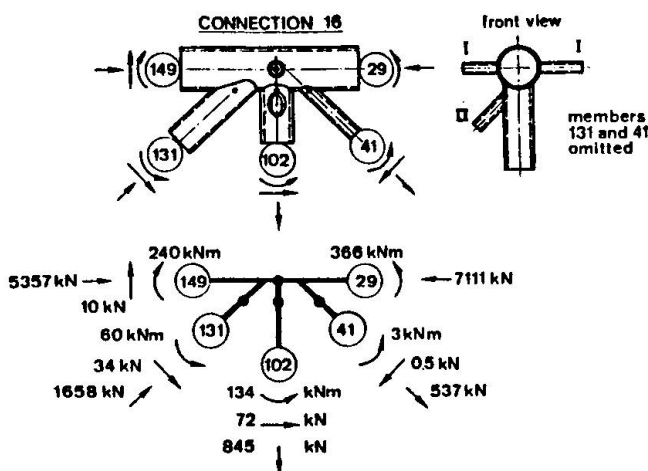 CONNECTION 16
front view
149
29
I
I
II
131
102
41
members
131 and 41
omitted
240 kNm
366 kNm
5357 kN
149
29
7111 kN
10 kN
131
41
60 kNm
3 kNm
102
34 kN
0.5 kN
1658 kN
134 kNm
537 kN
72 kN
845 kN